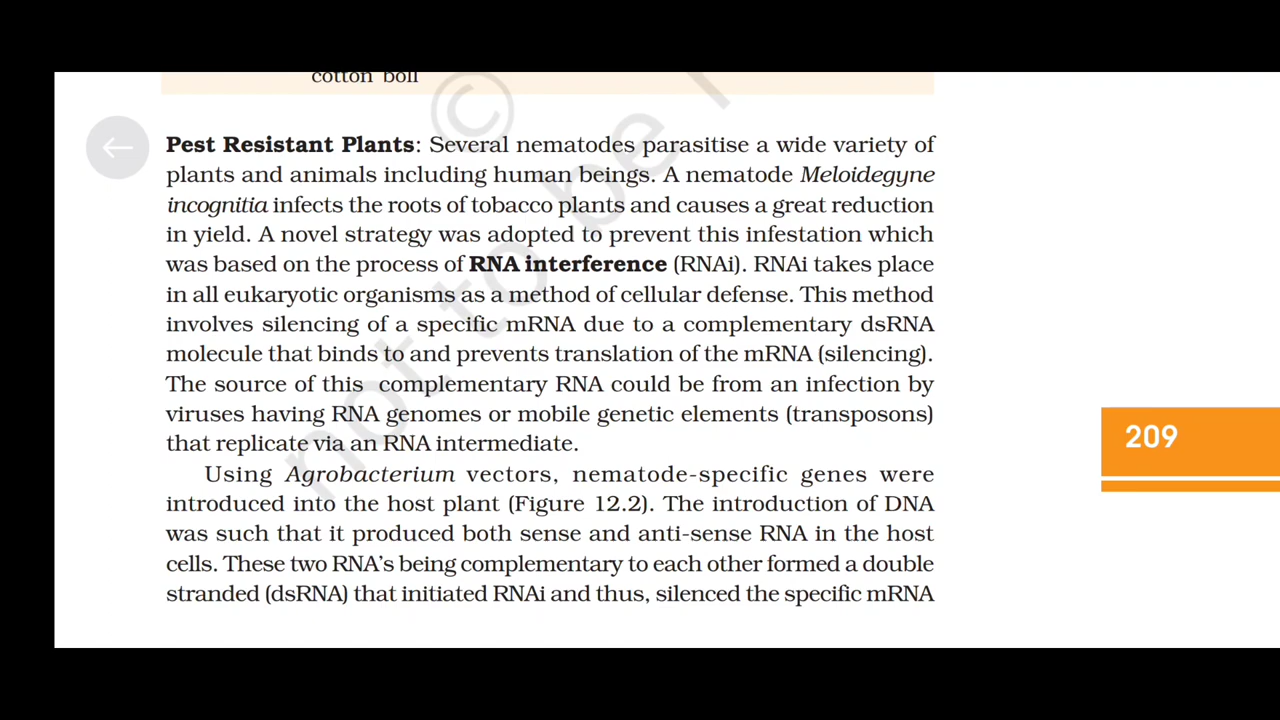 cotton boll
Pest Resistant Plants: Several nematodes parasitise a wide variety of
plants and animals including human beings. A nematode Meloidegyne
incognitia infects the roots of tobacco plants and causes a great reduction
in yield. A novel strategy was adopted to prevent this infestation which
was based on the process of RNA interference (RNAi). RNAi takes place
in all eukaryotic organisms as a method of cellular defense. This method
involves silencing of a specific mRNA due to a complementary dsRNA
molecule that binds to and prevents translation of the mRNA (silencing).
The source of this complementary RNA could be from an infection by
viruses having RNA genomes or mobile genetic elements (transposons)
that replicate via an RNA intermediate.
Using Agrobacterium vectors, nematode-specific genes were
introduced into the host plant (Figure 12.2). The introduction of DNA
was such that it produced both sense and anti-sense RNA in the host
cells. These two RNA's being complementary to each other formed a double
stranded (dsRNA) that initiated RNAi and thus, silenced the specific mRNA
209
© not to be r